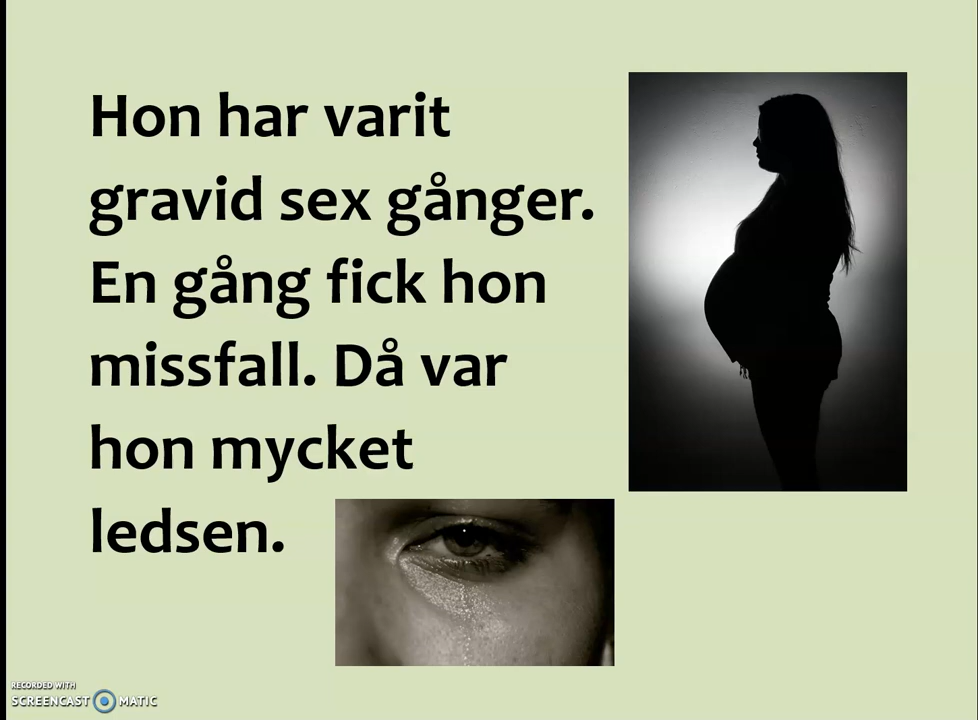 Hon har varit
gravid sex gånger.
En gång fick hon
missfall. Då var
hon mycket
ledsen.
RECORDED WITH
SCREENCAST MATIC